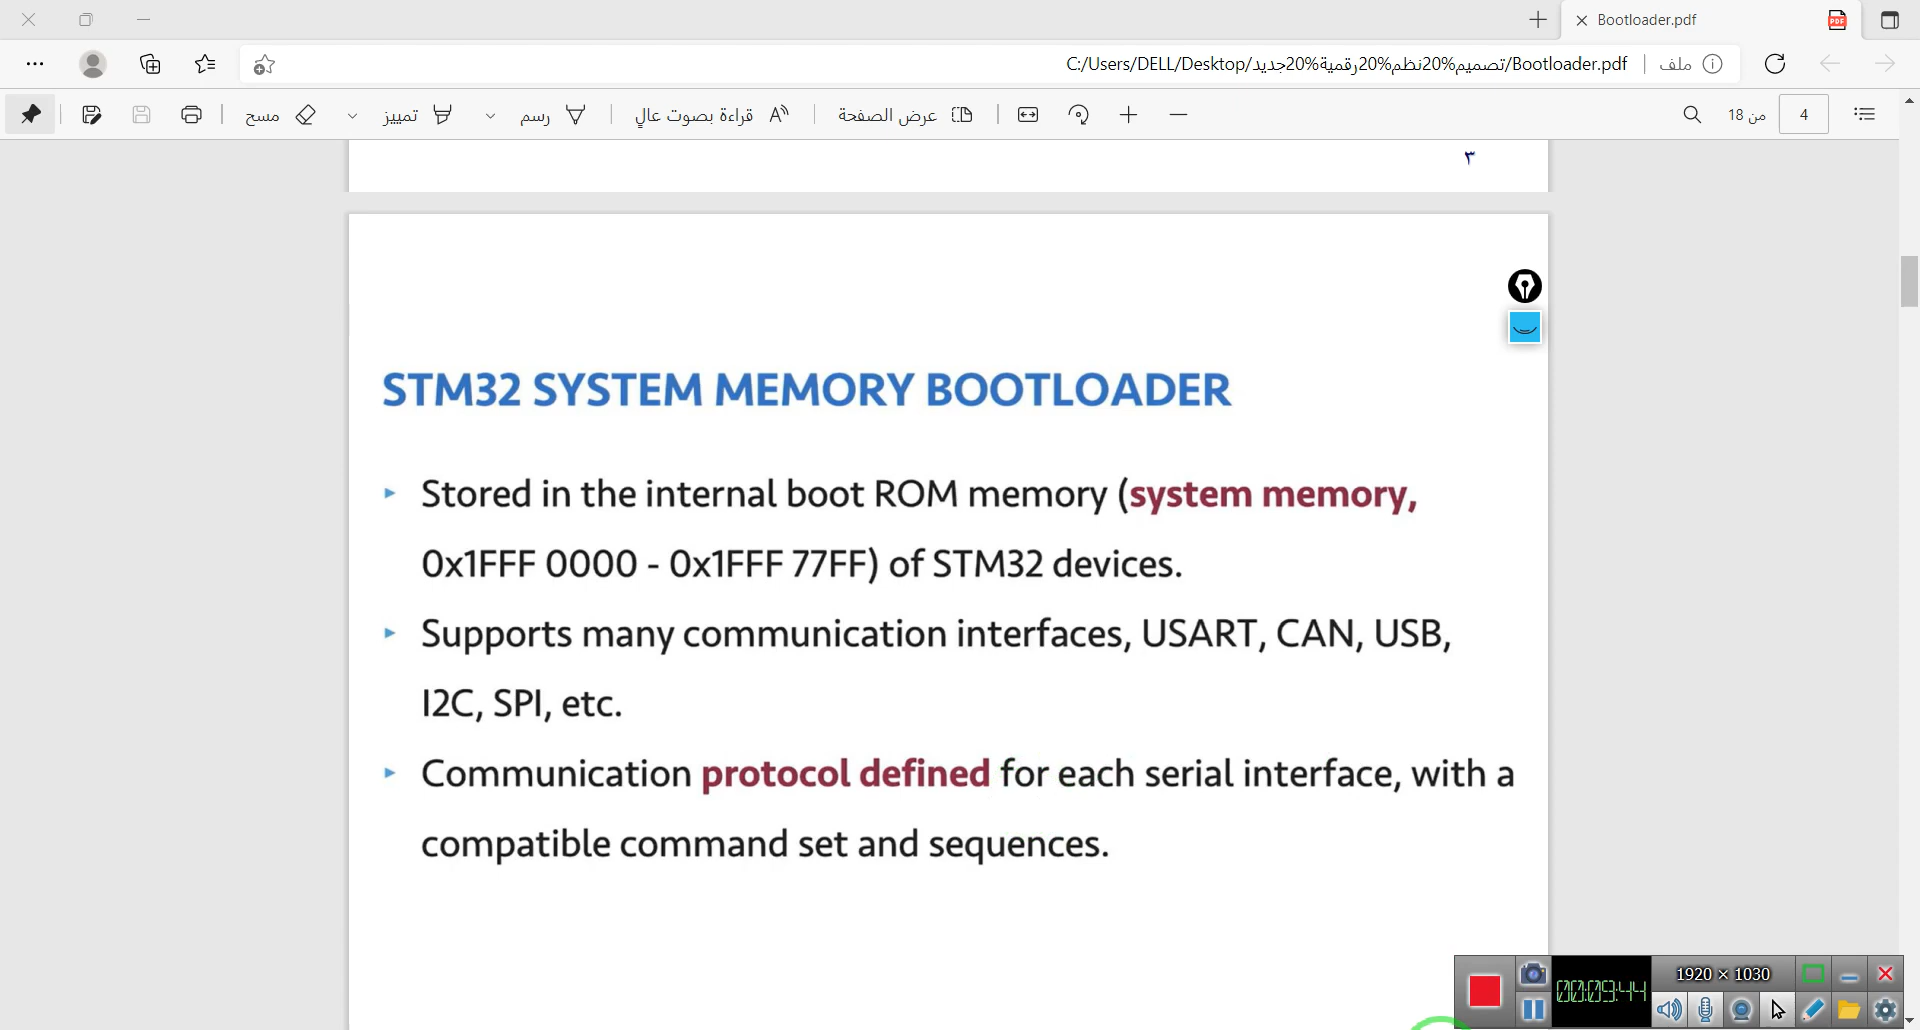 Bootloader.pdf
C:/Users/DELL/Desktop/تصميم%20نظم%20رقمية%20جديد/Bootloader.pdf
ملف
4
من 18
عرض الصفحة
قراءة بصوت عالٍ
رسم
تمييز
مسح
٣
STM32 SYSTEM MEMORY BOOTLOADER
Stored in the internal boot ROM memory (system memory,
0x1FFF 0000 - 0x1FFF 77FF) of STM32 devices.
Supports many communication interfaces, USART, CAN, USB,
I2C, SPI, etc.
Communication protocol defined for each serial interface, with a
compatible command set and sequences.
1920 × 1030
00:09:44